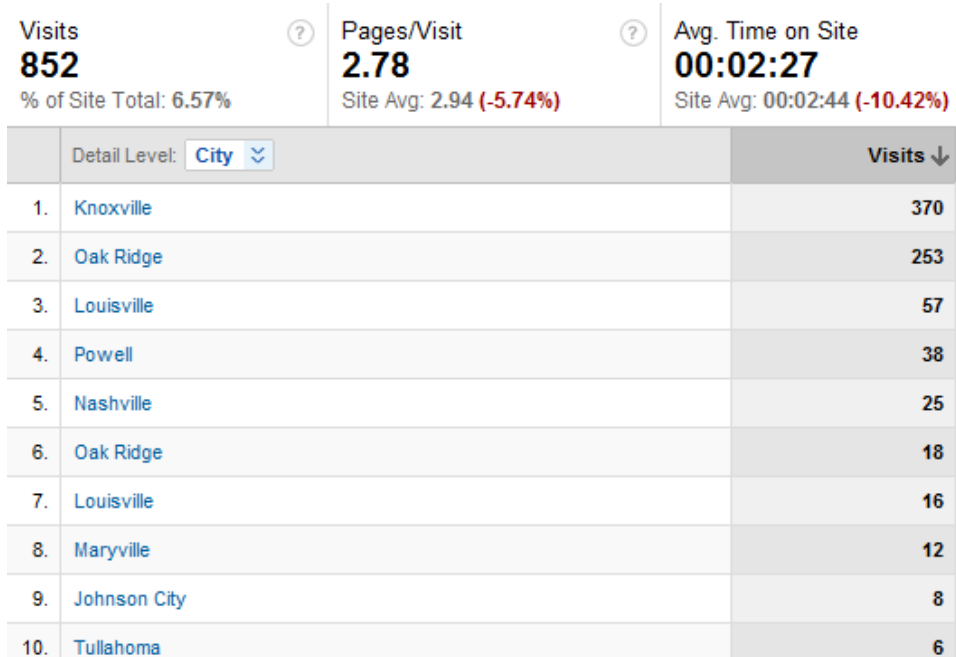 Visits ? Pages/Visit ? Avg. Time on Site
852 2.78 00:02:27
% of Site Total: 6.57% Site Avg: 2.94 (-5.74%) Site Avg: 00:02:44 (-10.42%)
Detail Level: City Visits
1. Knoxville 370
2. Oak Ridge 253
3. Louisville 57
4. Powell 38
5. Nashville 25
6. Oak Ridge 18
7. Louisville 16
8. Maryville 12
9. Johnson City 8
10. Tullahoma 6